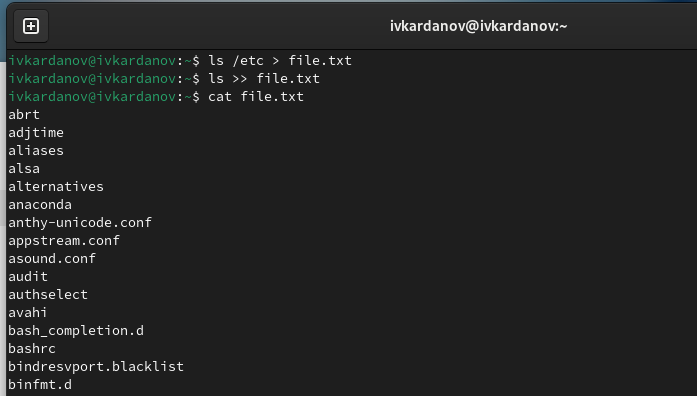 ivkardanov@ivkardanov:~
ivkardanov@ivkardanov:~$ ls /etc > file.txt
ivkardanov@ivkardanov:~$ ls >> file.txt
ivkardanov@ivkardanov:~$ cat file.txt
abrt
adjtime
aliases
alsa
alternatives
anaconda
anthy-unicode.conf
appstream.conf
asound.conf
audit
authselect
avahi
bash_completion.d
bashrc
bindresvport.blacklist
binfmt.d